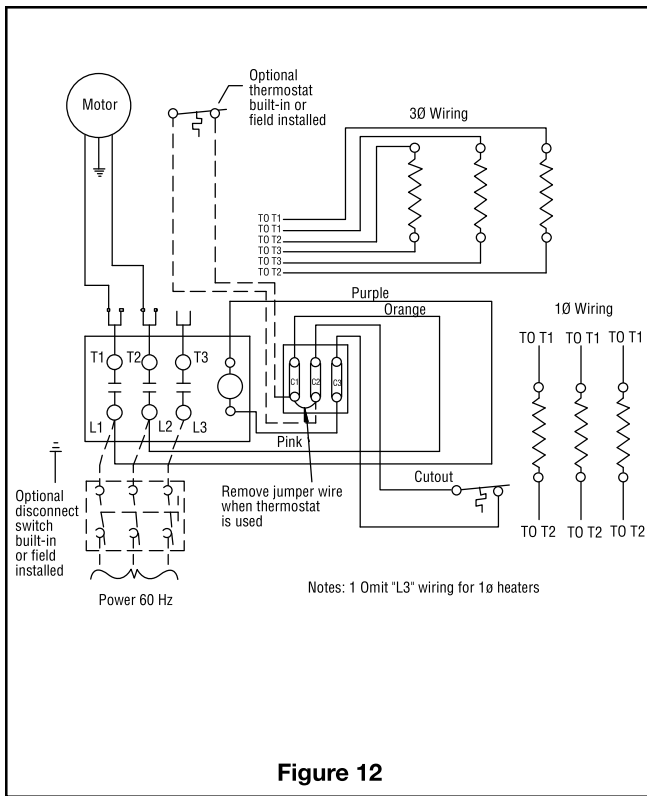 Motor
Optional
thermostat
built-in or
field installed
3Ø Wiring
TO T1
TO T1
TO T2
TO T3
TO T3
TO T2
Purple
Orange
1Ø Wiring
TO T1 TO T1 TO T1
T1 T2 T3
C1 C2 C3
L1 L2 L3
Pink
Optional
disconnect
switch
built-in
or field
installed
Remove jumper wire
when thermostat
is used
Cutout
TO T2 TO T2 TO T2
Power 60 Hz
Notes: 1 Omit "L3" wiring for 1ø heaters
Figure 12